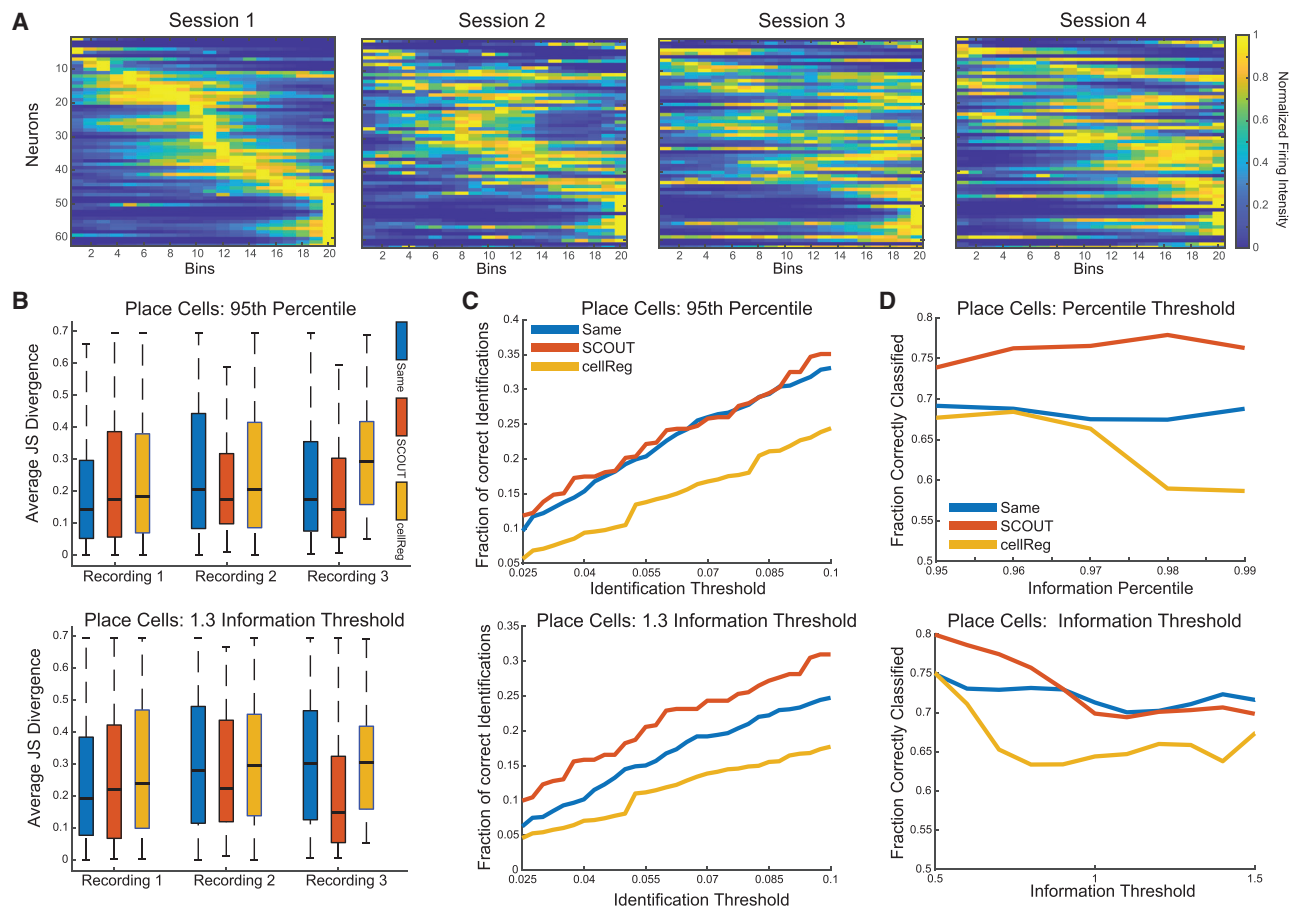 A
Session 1
Session 2
Session 3
Session 4
Neurons
10
20
30
40
50
60
2 4 6 8 10 12 14 16 18 20
2 4 6 8 10 12 14 16 18 20
2 4 6 8 10 12 14 16 18 20
2 4 6 8 10 12 14 16 18 20
Bins
Bins
Bins
Bins
1
0.8
0.6
0.4
0.2
0
Normalized Firing Intensity
B
Place Cells: 95th Percentile
Average JS Divergence
0.7
0.6
0.5
0.4
0.3
0.2
0.1
0
Recording 1 Recording 2 Recording 3
Same
SCOUT
cellReg
Place Cells: 1.3 Information Threshold
Average JS Divergence
0.7
0.6
0.5
0.4
0.3
0.2
0.1
0
Recording 1 Recording 2 Recording 3
C
Place Cells: 95th Percentile
Fraction of correct Identifications
0.4
0.35
0.3
0.25
0.2
0.15
0.1
0.05
Same
SCOUT
cellReg
0.025 0.04 0.055 0.07 0.085 0.1
Identification Threshold
Place Cells: 1.3 Information Threshold
Fraction of correct Identifications
0.35
0.3
0.25
0.2
0.15
0.1
0.05
0
0.025 0.04 0.055 0.07 0.085 0.1
Identification Threshold
D
Place Cells: Percentile Threshold
Fraction Correctly Classified
0.8
0.75
0.7
0.65
0.6
0.55
0.5
Same
SCOUT
cellReg
0.95 0.96 0.97 0.98 0.99
Information Percentile
Place Cells: Information Threshold
Fraction Correctly Classified
0.8
0.75
0.7
0.65
0.6
0.55
0.5
0.5 1 1.5
Information Threshold